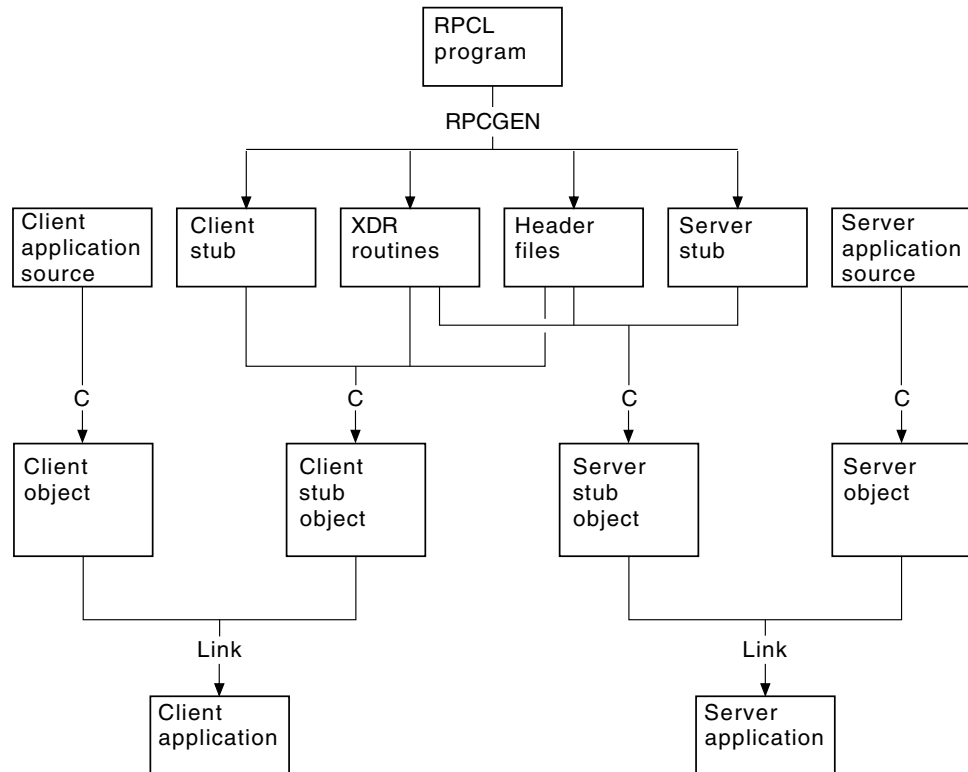 RPCL
program
RPCGEN
Client
application
source
Client
stub
XDR
routines
Header
files
Server
stub
Server
application
source
C
C
C
C
Client
object
Client
stub
object
Server
stub
object
Server
object
Link
Link
Client
application
Server
application